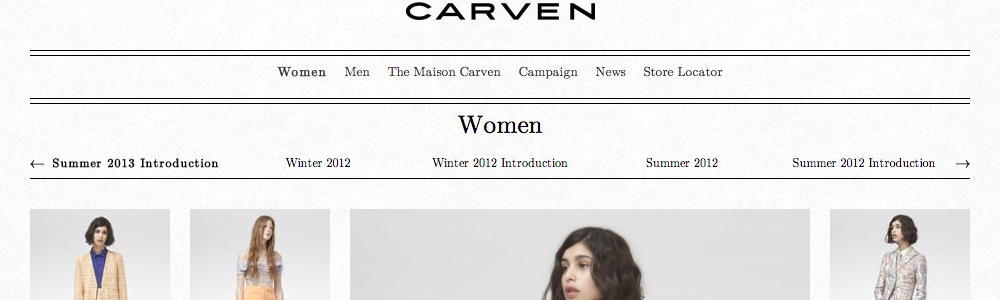 CARVEN
Women Men The Maison Carven Campaign News Store Locator
Women
← Summer 2013 Introduction Winter 2012 Winter 2012 Introduction Summer 2012 Summer 2012 Introduction →